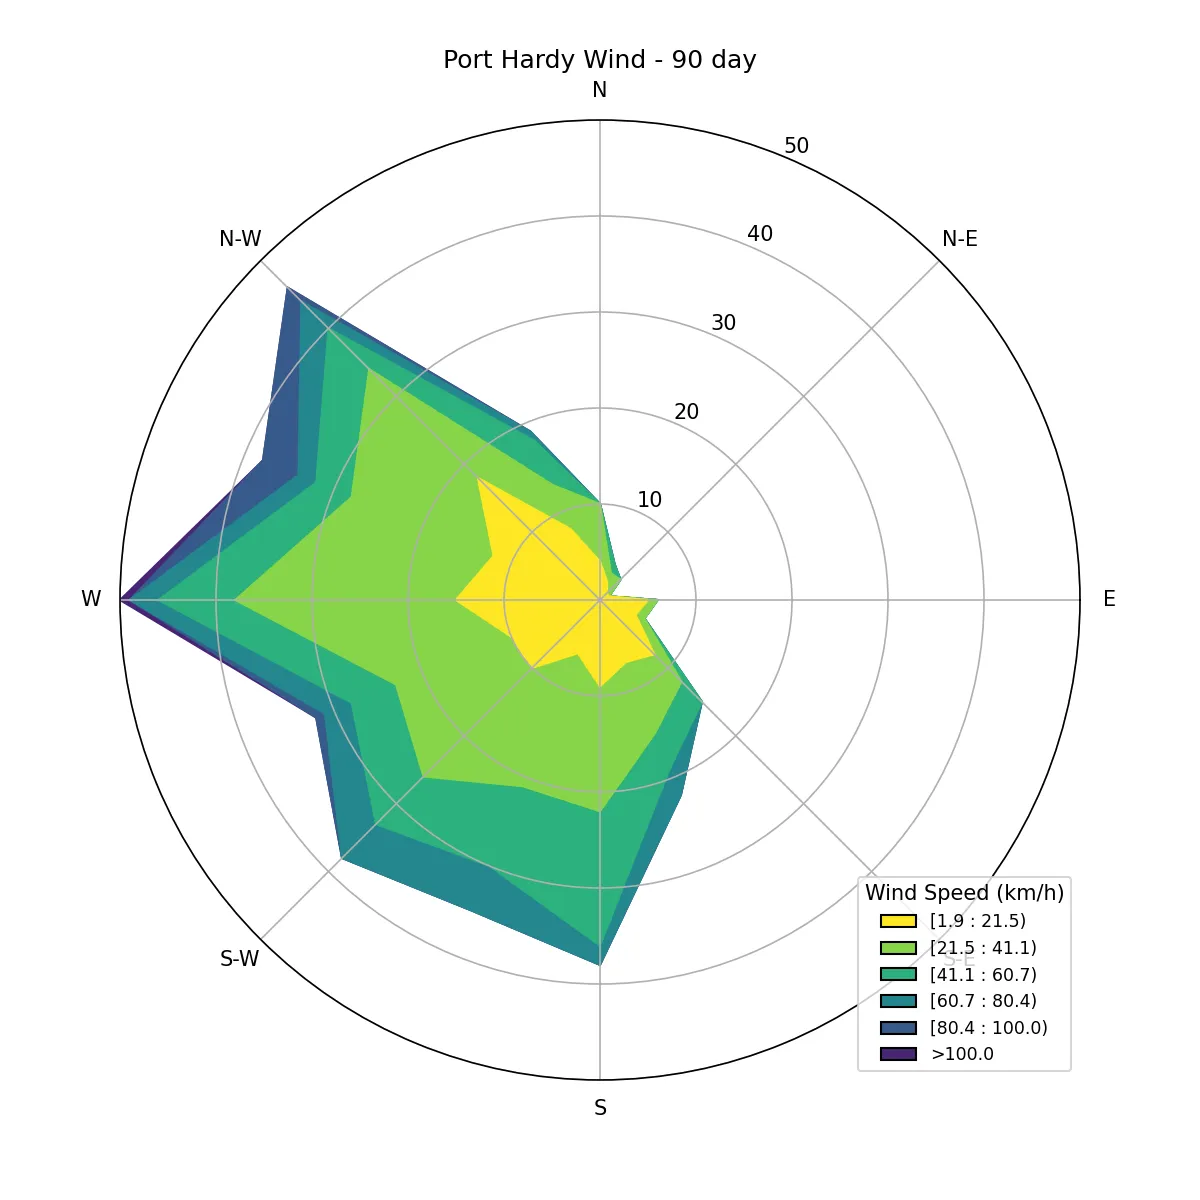 Port Hardy Wind - 90 day
N
50
N-W
N-E
40
30
20
10
W
E
S-W
S-E
S
Wind Speed (km/h)
[1.9 : 21.5)
[21.5 : 41.1)
[41.1 : 60.7)
[60.7 : 80.4)
[80.4 : 100.0)
>100.0